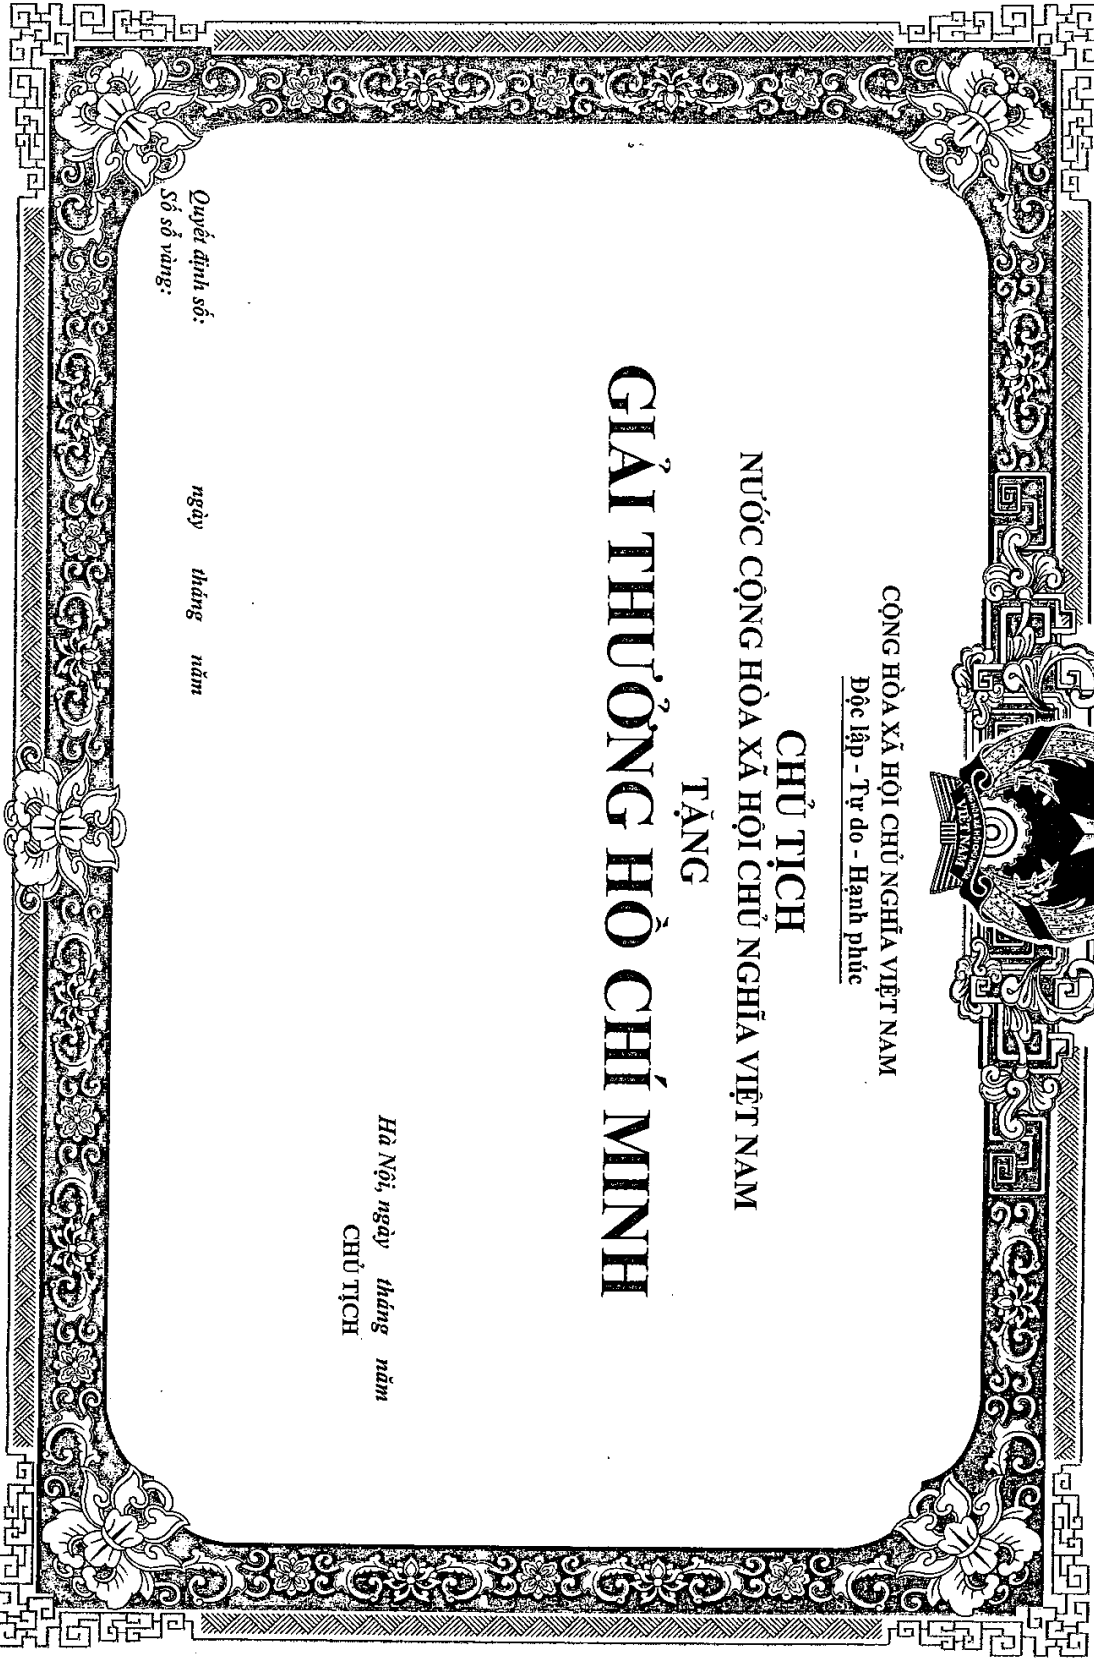 CỘNG HÒA XÃ HỘI CHỦ NGHĨA VIỆT NAM
Độc lập - Tự do - Hạnh phúc
CHỦ TỊCH
NƯỚC CỘNG HÒA XÃ HỘI CHỦ NGHĨA VIỆT NAM
TẶNG
GIẢI THƯỞNG HỒ CHÍ MINH
Hà Nội, ngày tháng năm
CHỦ TỊCH
Quyết định số: ngày tháng năm
Số sổ vàng:
VIỆT NAM